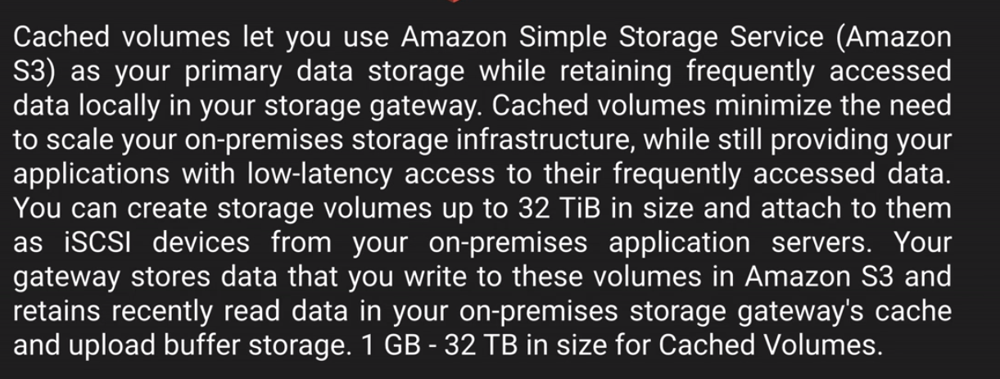 Cached volumes let you use Amazon Simple Storage Service (Amazon
S3) as your primary data storage while retaining frequently accessed
data locally in your storage gateway. Cached volumes minimize the need
to scale your on-premises storage infrastructure, while still providing your
applications with low-latency access to their frequently accessed data.
You can create storage volumes up to 32 TiB in size and attach to them
as iSCSI devices from your on-premises application servers. Your
gateway stores data that you write to these volumes in Amazon S3 and
retains recently read data in your on-premises storage gateway's cache
and upload buffer storage. 1 GB - 32 TB in size for Cached Volumes.